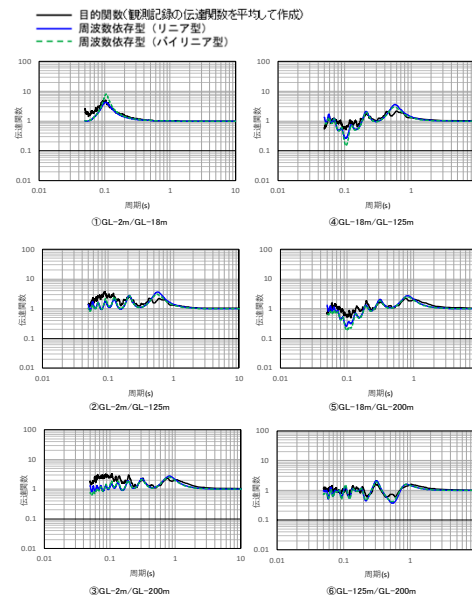 目的関数(観測記録の伝達関数を平均して作成)
周波数依存型（リニア型）
周波数依存型（バイリニア型）
100
10
1
0.1
0.01
伝達関数
0.01 0.1 1 10
周期(s)
①GL-2m/GL-18m
100
10
1
0.1
0.01
伝達関数
0.01 0.1 1
周期(s)
④GL-18m/GL-125m
100
10
1
0.1
0.01
伝達関数
0.01 0.1 1 10
周期(s)
②GL-2m/GL-125m
100
10
1
0.1
0.01
伝達関数
0.01 0.1 1
周期(s)
⑤GL-18m/GL-200m
100
10
1
0.1
0.01
伝達関数
0.01 0.1 1 10
周期(s)
③GL-2m/GL-200m
100
10
1
0.1
0.01
伝達関数
0.01 0.1 1
周期(s)
⑥GL-125m/GL-200m